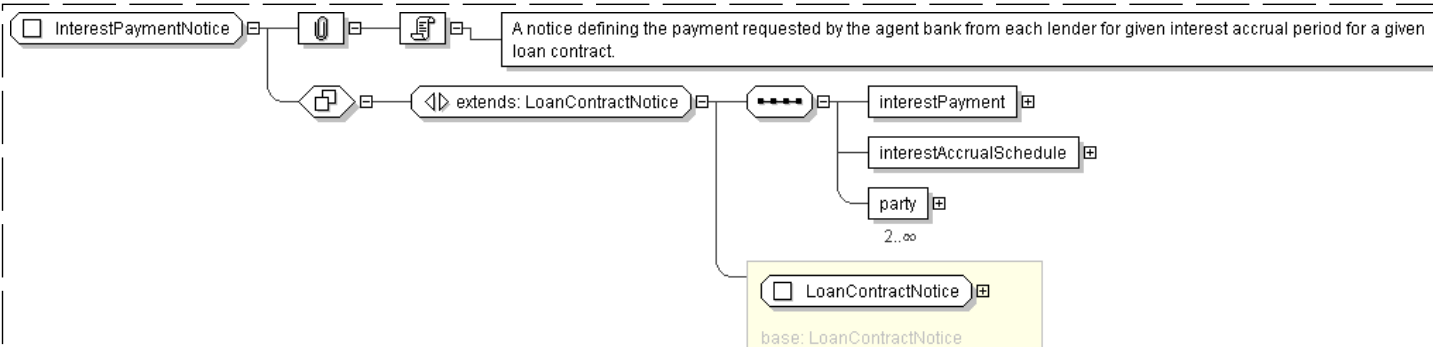 InterestPaymentNotice
A notice defining the payment requested by the agent bank from each lender for given interest accrual period for a given
loan contract.
extends: LoanContractNotice
interestPayment
interestAccrualSchedule
party
2..∞
LoanContractNotice
base: LoanContractNotice